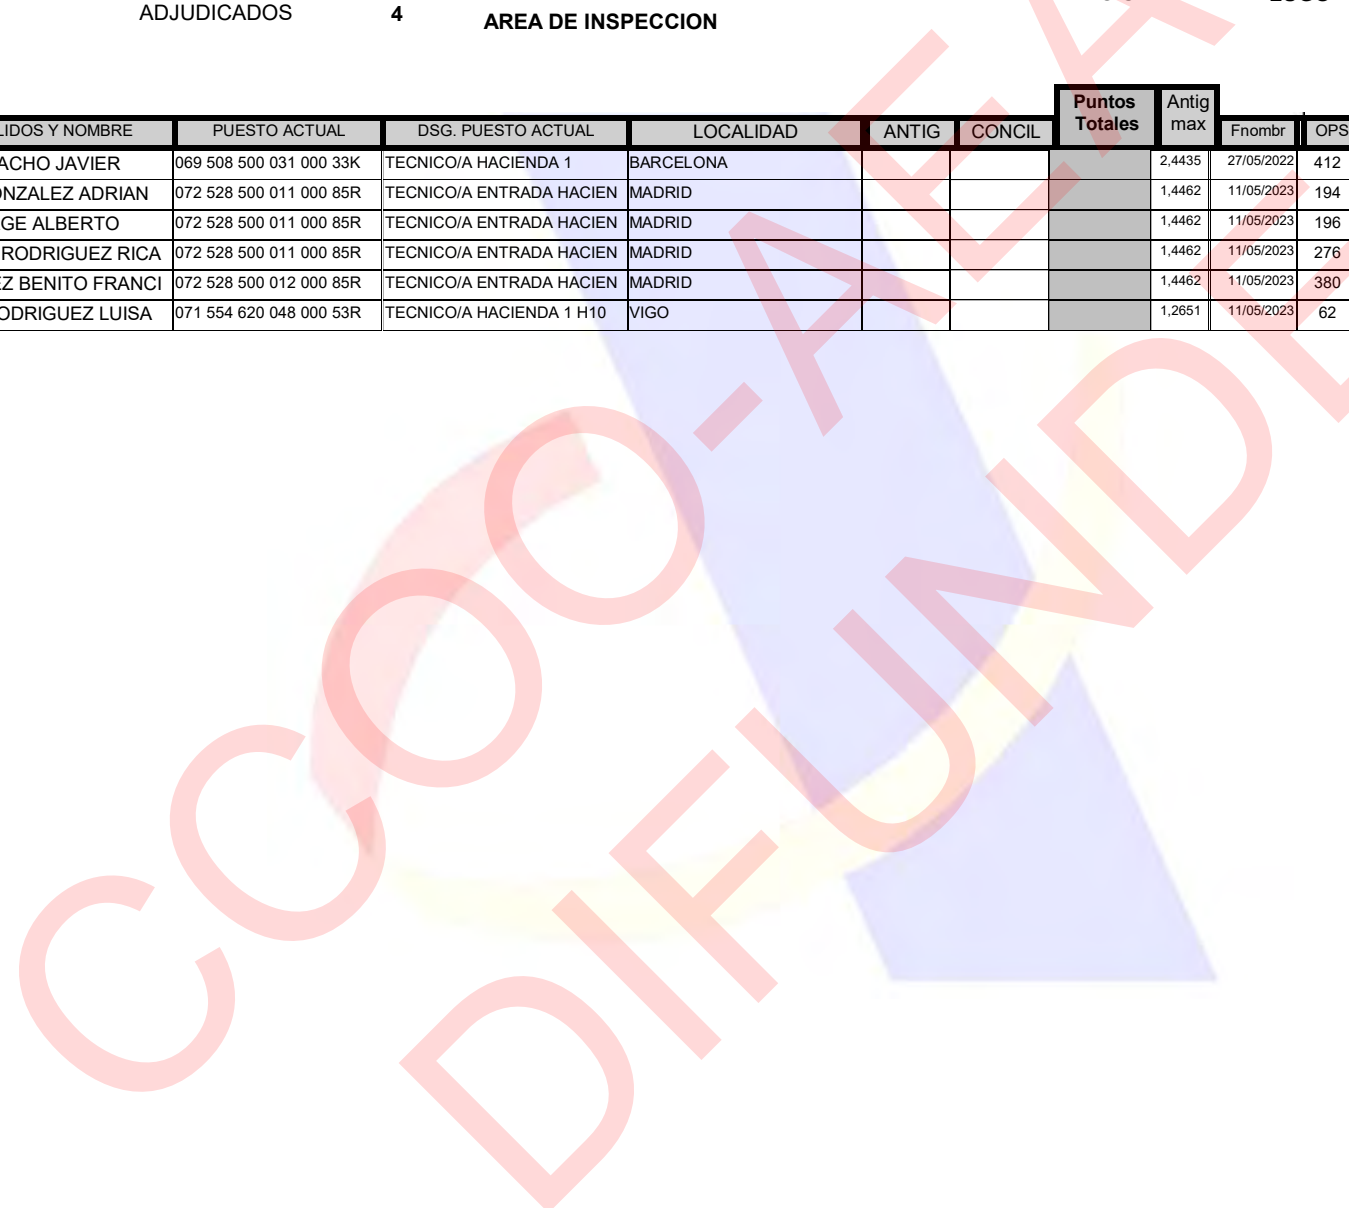 ADJUDICADOS 4 AREA DE INSPECCION
LIDOS Y NOMBRE PUESTO ACTUAL DSG. PUESTO ACTUAL LOCALIDAD ANTIG CONCIL Puntos Totales Antig max Fnombr OPS
ACHO JAVIER 069 508 500 031 000 33K TECNICO/A HACIENDA 1 BARCELONA 2,4435 27/05/2022 412
ONZALEZ ADRIAN 072 528 500 011 000 85R TECNICO/A ENTRADA HACIEN MADRID 1,4462 11/05/2023 194
GE ALBERTO 072 528 500 011 000 85R TECNICO/A ENTRADA HACIEN MADRID 1,4462 11/05/2023 196
RODRIGUEZ RICA 072 528 500 011 000 85R TECNICO/A ENTRADA HACIEN MADRID 1,4462 11/05/2023 276
EZ BENITO FRANCI 072 528 500 012 000 85R TECNICO/A ENTRADA HACIEN MADRID 1,4462 11/05/2023 380
ODRIGUEZ LUISA 071 554 620 048 000 53R TECNICO/A HACIENDA 1 H10 VIGO 1,2651 11/05/2023 62
CCOO-AEA
DIFUNDE